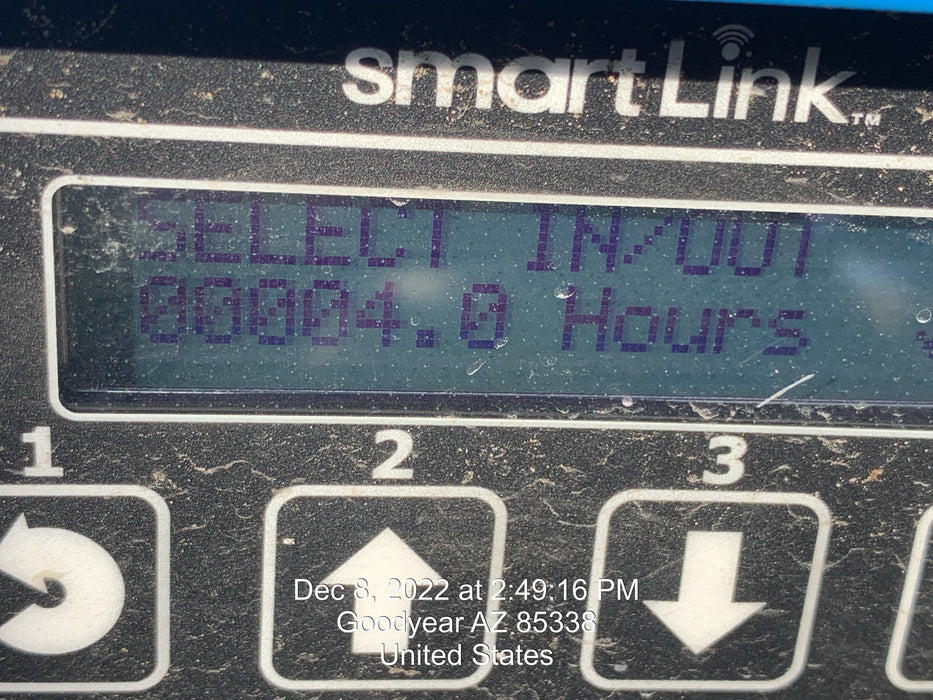 smartLink™
SELECT IN/OUT
00004.0 Hours
1 2 3
Dec 8, 2022 at 2:49:16 PM
Goodyear AZ 85338
United States